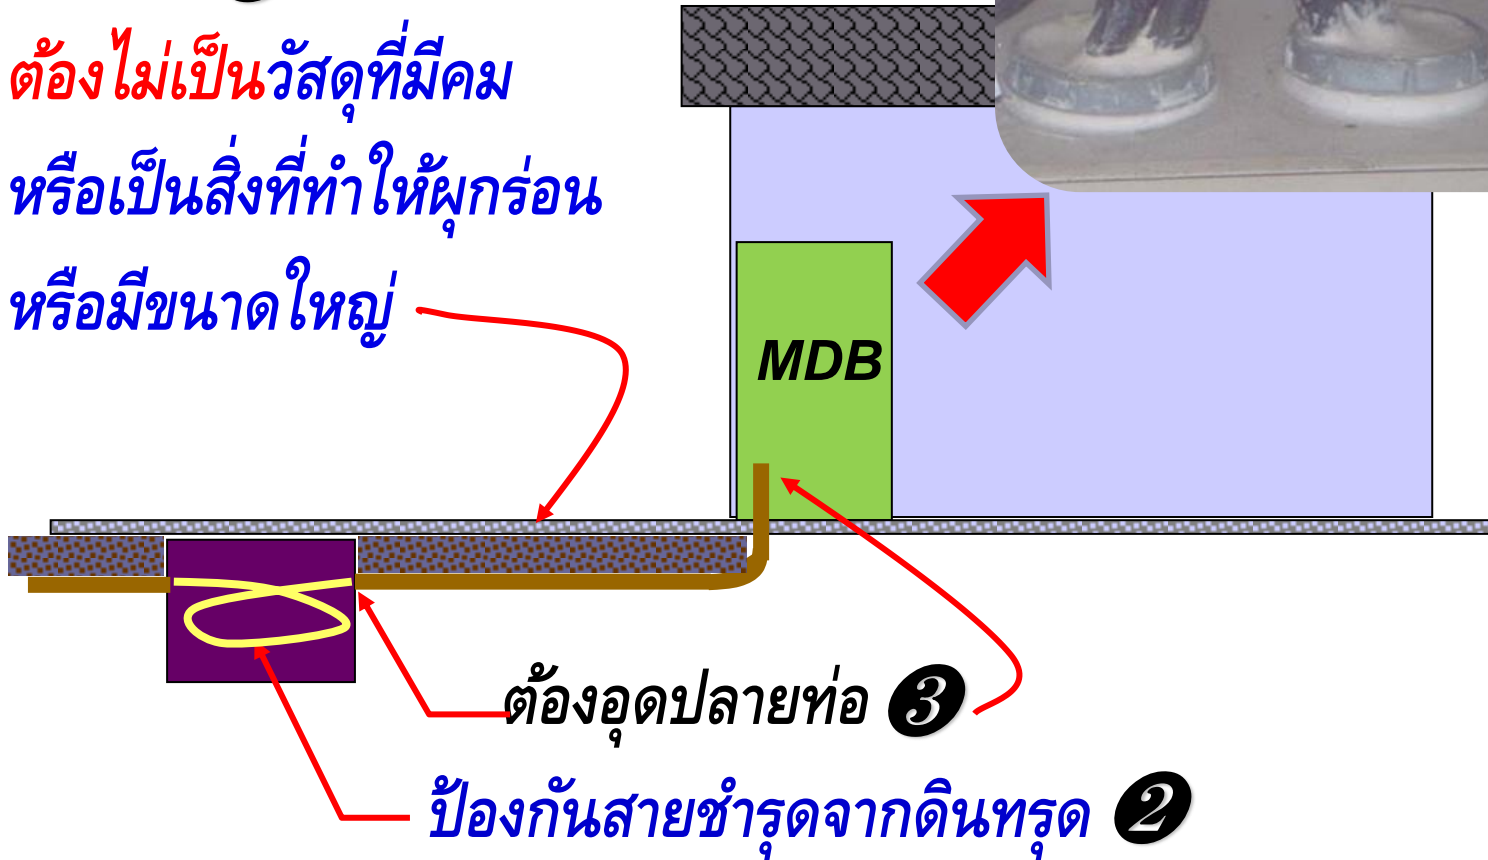 ต้องไม่เป็นวัสดุที่มีคม
หรือเป็นสิ่งที่ทำให้ผุกร่อน
หรือมีขนาดใหญ่
MDB
ต้องอุดปลายท่อ ❸
ป้องกันสายชำรุดจากดินทรุด ❷